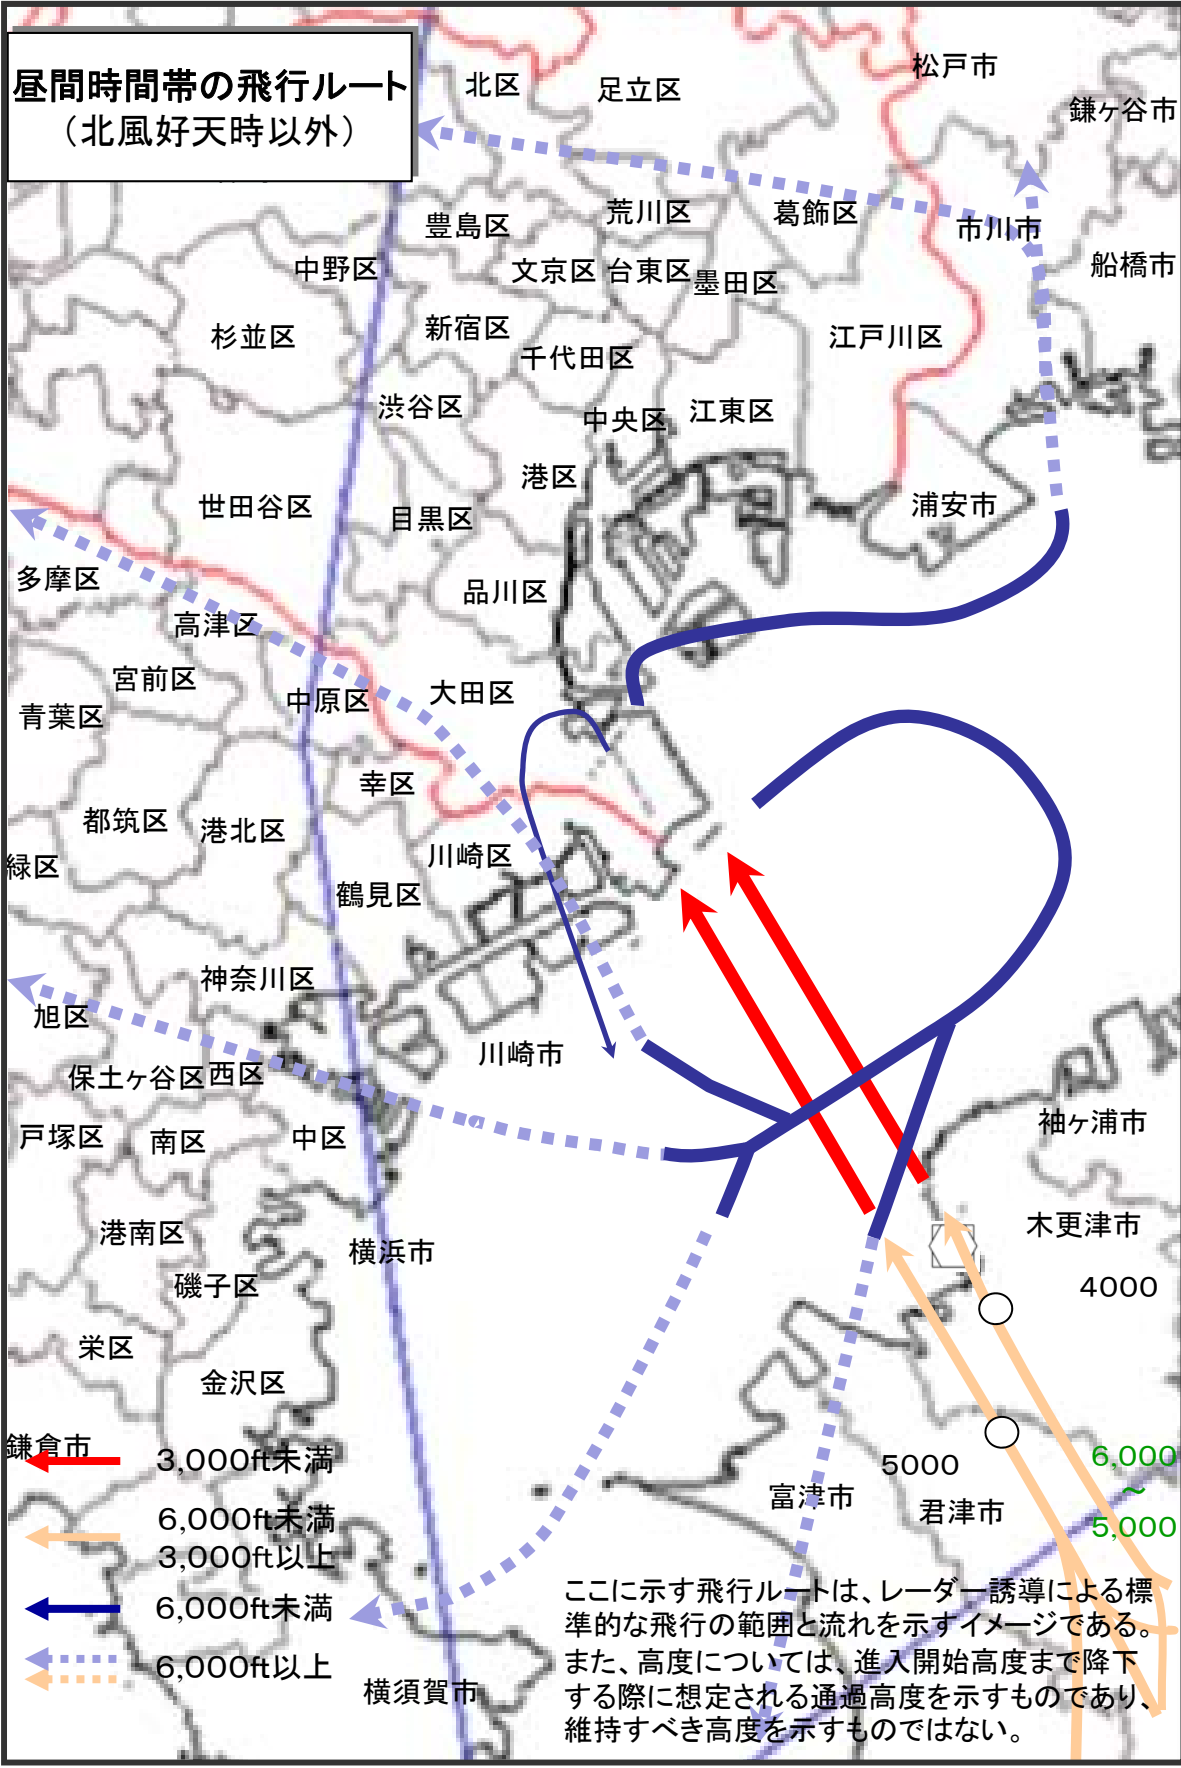 昼間時間帯の飛行ルート
（北風好天時以外）
松戸市
北区
足立区
鎌ヶ谷市
豊島区
荒川区
葛飾区
市川市
中野区
文京区
台東区
墨田区
船橋市
杉並区
新宿区
千代田区
江戸川区
渋谷区
中央区
江東区
港区
世田谷区
目黒区
浦安市
多摩区
品川区
高津区
宮前区
中原区
大田区
青葉区
幸区
都筑区
港北区
川崎区
緑区
鶴見区
神奈川区
旭区
川崎市
保土ヶ谷区
西区
戸塚区
南区
中区
袖ヶ浦市
港南区
横浜市
木更津市
磯子区
4000
栄区
金沢区
鎌倉市
5000
6,000
～
5,000
富津市
君津市
3,000ft未満
6,000ft未満
3,000ft以上
6,000ft未満
6,000ft以上
横須賀市
ここに示す飛行ルートは、レーダー誘導による標
準的な飛行の範囲と流れを示すイメージである。
また、高度については、進入開始高度まで降下
する際に想定される通過高度を示すものであり、
維持すべき高度を示すものではない。